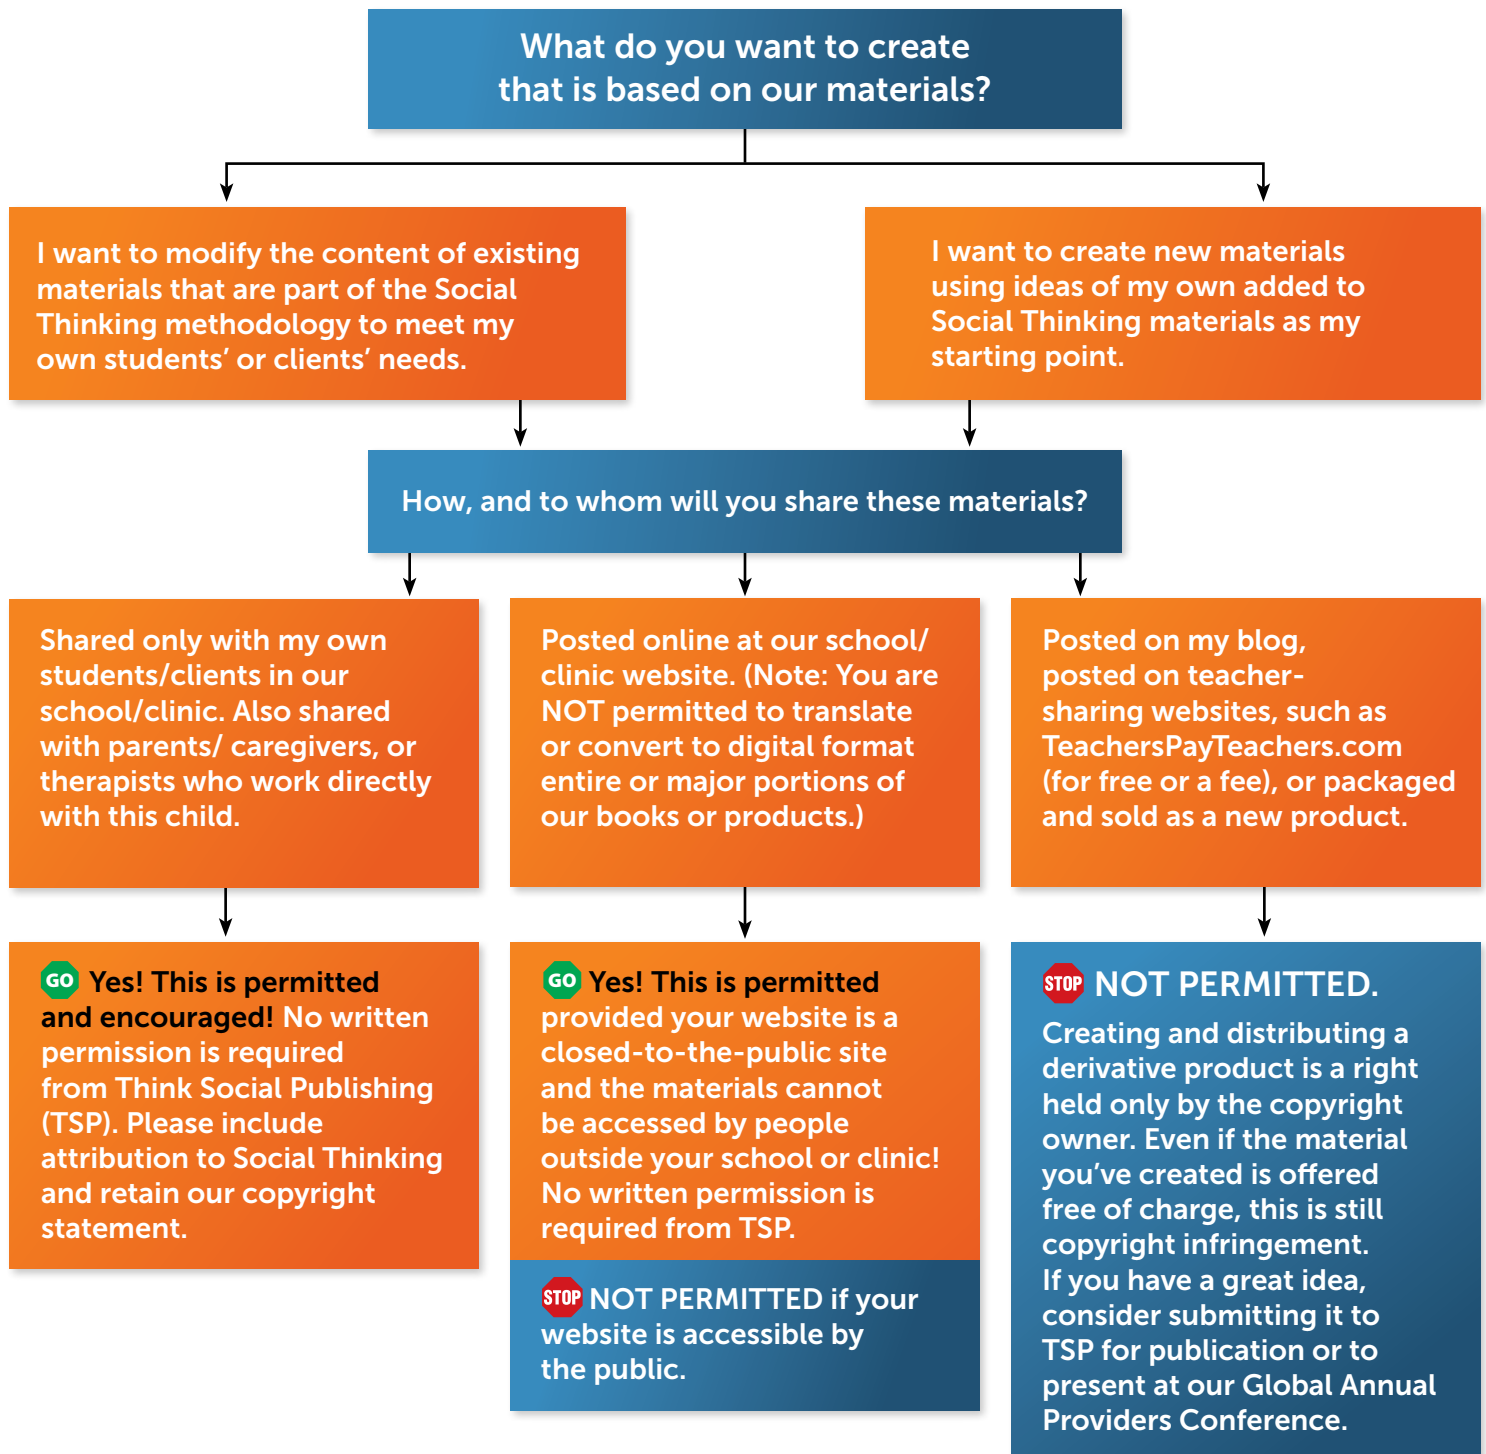 What do you want to create
that is based on our materials?
I want to modify the content of existing
materials that are part of the Social
Thinking methodology to meet my
own students’ or clients’ needs.
I want to create new materials
using ideas of my own added to
Social Thinking materials as my
starting point.
How, and to whom will you share these materials?
Shared only with my own
students/clients in our
school/clinic. Also shared
with parents/ caregivers, or
therapists who work directly
with this child.
Posted online at our school/
clinic website. (Note: You are
NOT permitted to translate
or convert to digital format
entire or major portions of
our books or products.)
Posted on my blog,
posted on teacher-
sharing websites, such as
TeachersPayTeachers.com
(for free or a fee), or packaged
and sold as a new product.
GO Yes! This is permitted
and encouraged! No written
permission is required
from Think Social Publishing
(TSP). Please include
attribution to Social Thinking
and retain our copyright
statement.
GO Yes! This is permitted
provided your website is a
closed-to-the-public site
and the materials cannot
be accessed by people
outside your school or clinic!
No written permission is
required from TSP.
STOP NOT PERMITTED if your
website is accessible by
the public.
STOP NOT PERMITTED.
Creating and distributing a
derivative product is a right
held only by the copyright
owner. Even if the material
you’ve created is offered
free of charge, this is still
copyright infringement.
If you have a great idea,
consider submitting it to
TSP for publication or to
present at our Global Annual
Providers Conference.